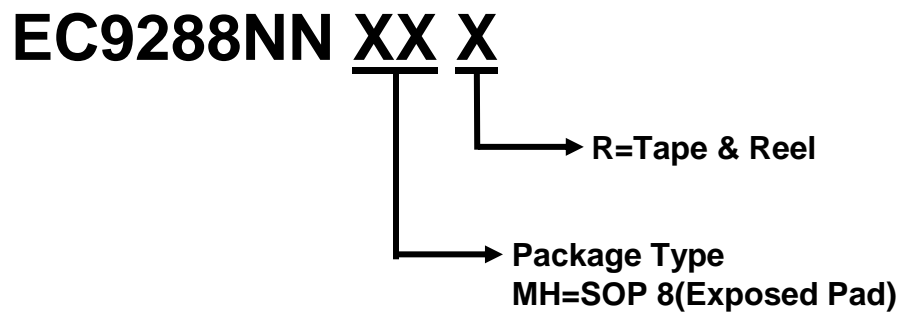 EC9288NN XX X
R=Tape & Reel
Package Type
MH=SOP 8(Exposed Pad)